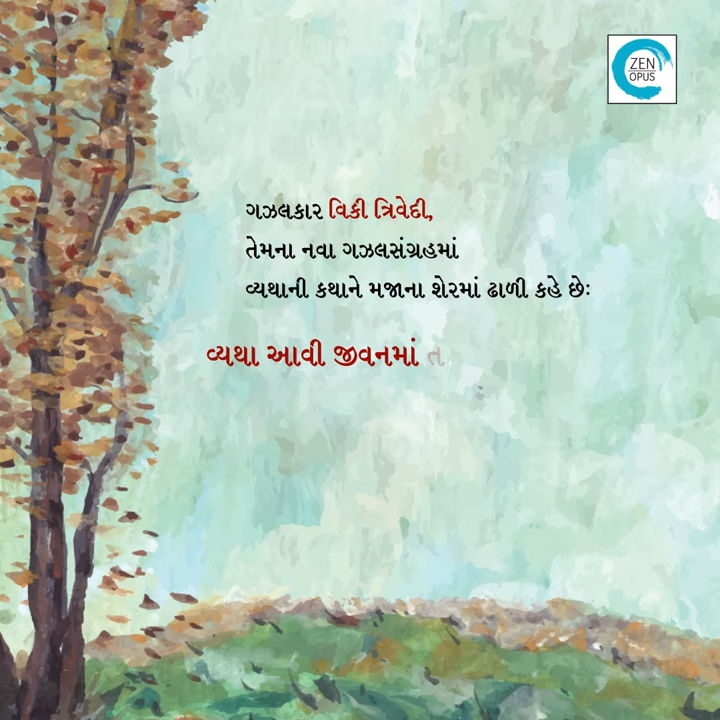 ZEN
OPUS
ગઝલકાર વિકી ત્રિવેદી,
તેમના નવા ગઝલસંગ્રહમાં
વ્યથાની કથાને મજાના શેરમાં ઢાળી કહે છેઃ
વ્યથા આવી જીવનમાં ત